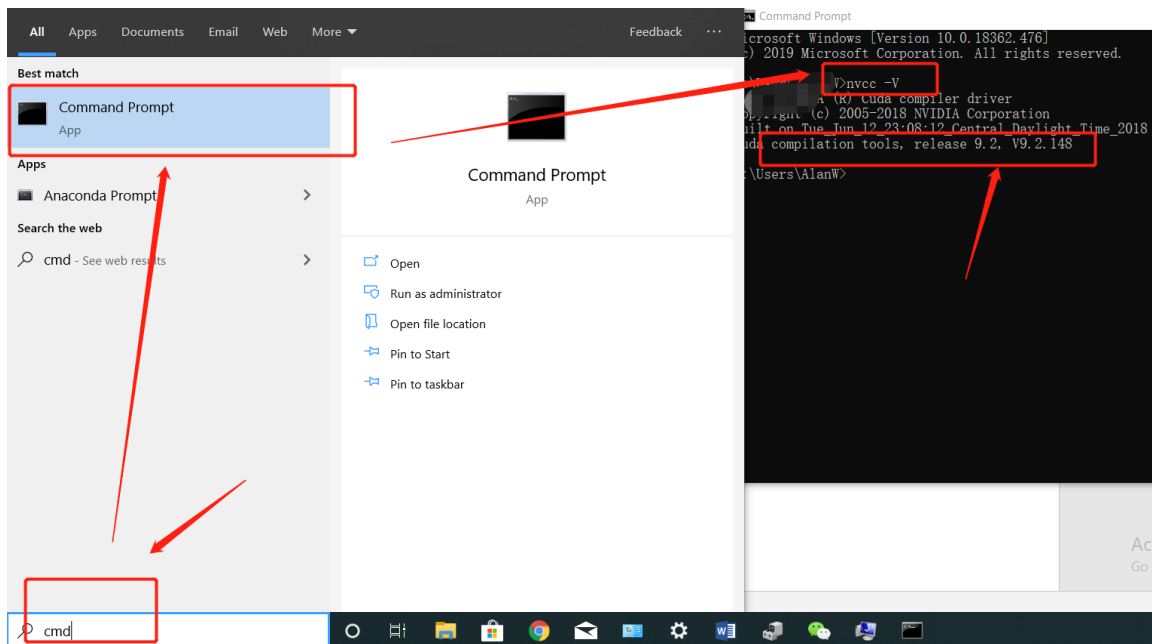 All Apps Documents Email Web More Feedback ...
Best match
Command Prompt
App
Apps
Anaconda Prompt
Search the web
cmd - See web results
cmd
Command Prompt
App
Open
Run as administrator
Open file location
Pin to Start
Pin to taskbar
Command Prompt
icrosoft Windows [Version 10.0.18362.476]
c) 2019 Microsoft Corporation. All rights reserved.
W>nvcc -V
(R) Cuda compiler driver
opyright (c) 2005-2018 NVIDIA Corporation
uilt on Tue_Jun_12_23:08:12_Central_Daylight_Time_2018
uda compilation tools, release 9.2, V9.2.148
:\Users\AlanW>
Ac
Go